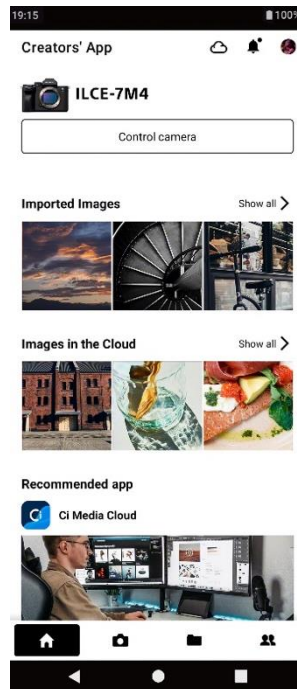 19:15
100%
Creators' App
ILCE-7M4
Control camera
Imported Images
Show all
Images in the Cloud
Show all
Recommended app
Ci
Ci Media Cloud